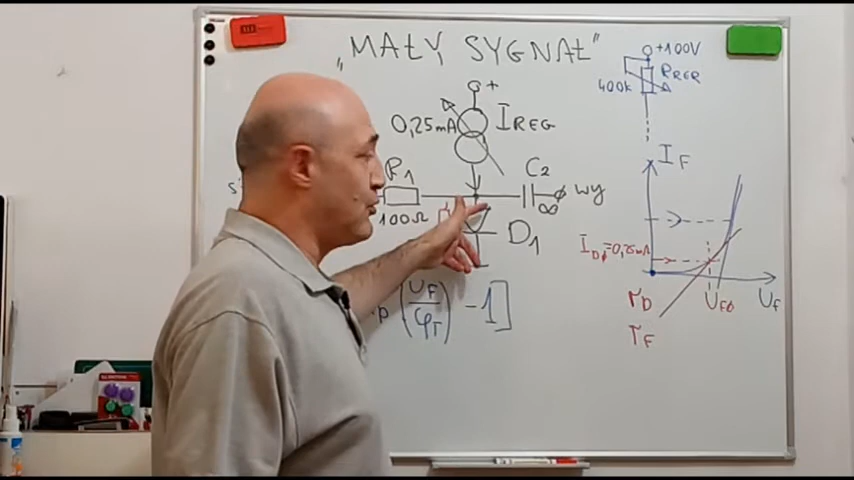 "MAŁY SYGNAŁ"
+100V
RREG
400k
+
0,25mA
IREG
R1
100Ω
C2
∞
wy
D1
IF
ID0=0,25mA
UF0
UF
rD
rF
(UF/φT) -1]